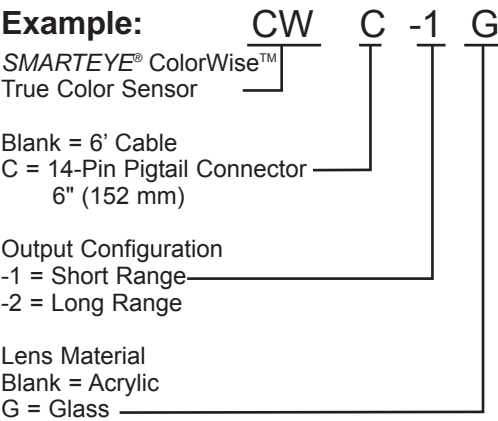 Example: CW C -1 G
SMARTEYE® ColorWise™
True Color Sensor
Blank = 6’ Cable
C = 14-Pin Pigtail Connector
6" (152 mm)
Output Configuration
-1 = Short Range
-2 = Long Range
Lens Material
Blank = Acrylic
G = Glass